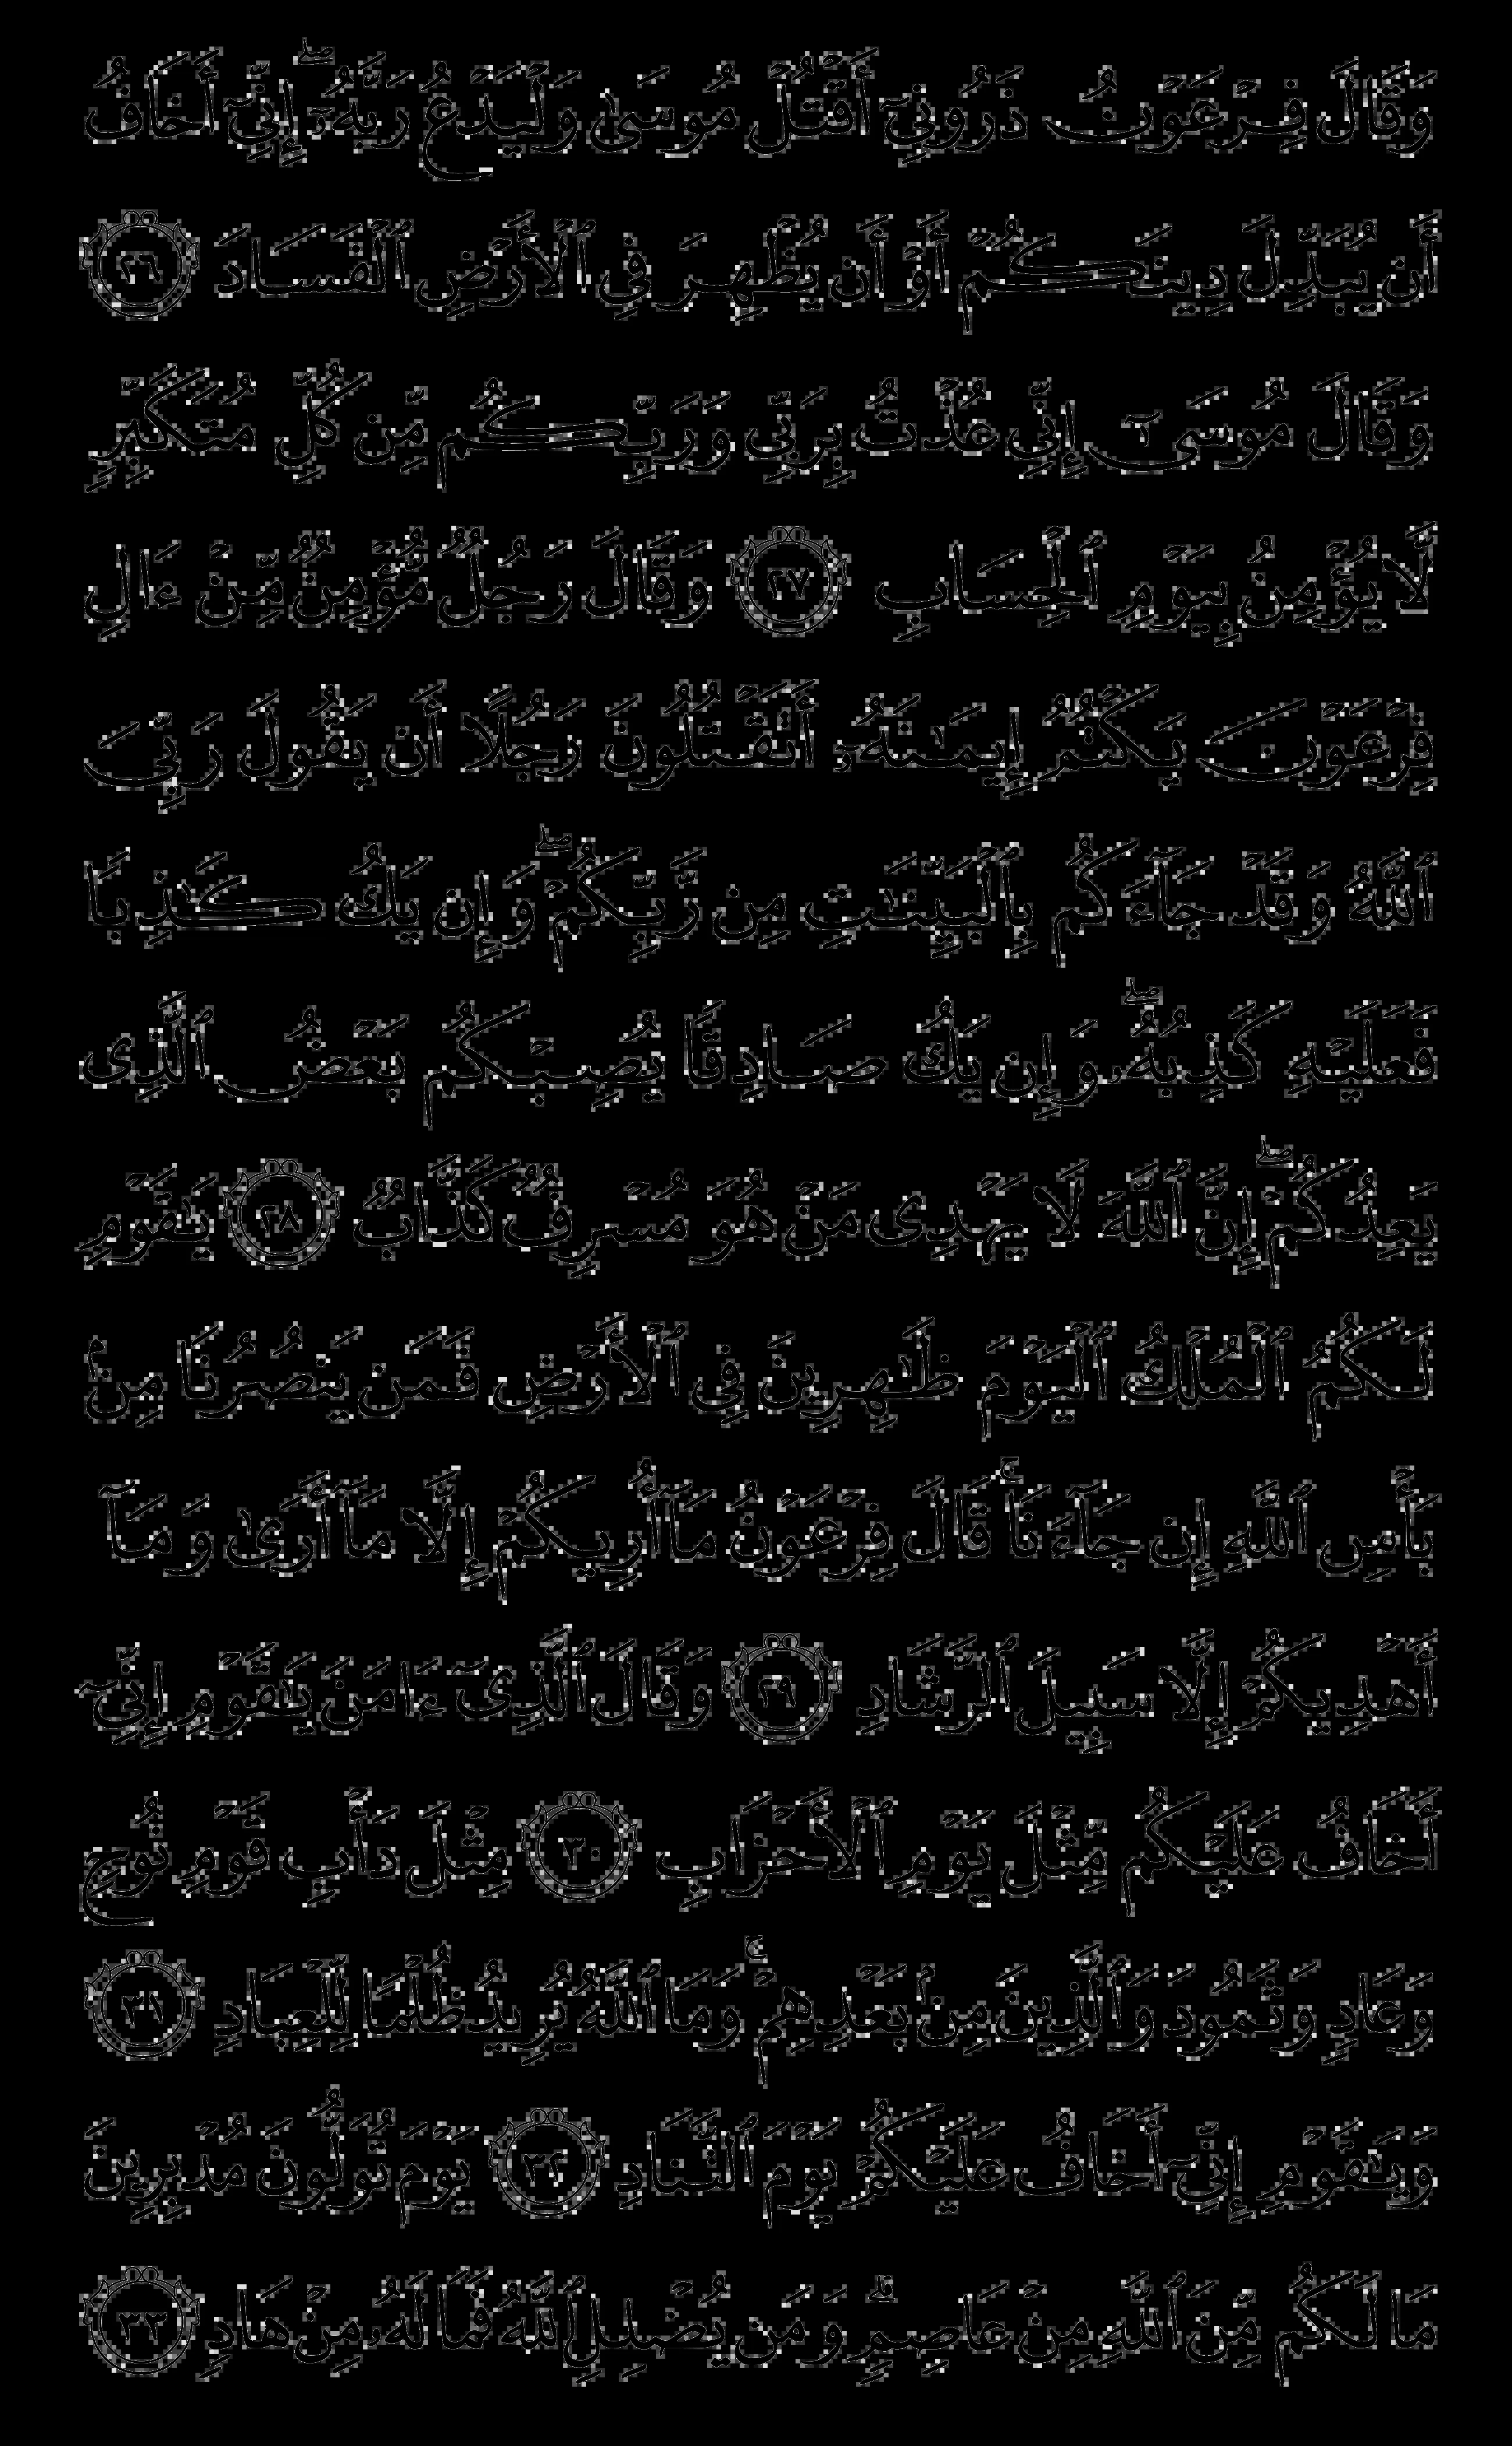 وَقَالَ فِرْعَوْنُ ذَرُونِىٓ أَقْتُلْ مُوسَىٰ وَلْيَدْعُ رَبَّهُۥٓ ۖ إِنِّىٓ أَخَافُ
أَن يُبَدِّلَ دِينَكُمْ أَوْ أَن يُظْهِرَ فِى ٱلْأَرْضِ ٱلْفَسَادَ ٢٦
وَقَالَ مُوسَىٰٓ إِنِّى عُذْتُ بِرَبِّى وَرَبِّكُم مِّن كُلِّ مُتَكَبِّرٍ
لَّا يُؤْمِنُ بِيَوْمِ ٱلْحِسَابِ ٢٧ وَقَالَ رَجُلٌ مُّؤْمِنٌ مِّنْ ءَالِ
فِرْعَوْنَ يَكْتُمُ إِيمَـٰنَهُۥٓ أَتَقْتُلُونَ رَجُلًا أَن يَقُولَ رَبِّىَ
ٱللَّهُ وَقَدْ جَآءَكُم بِٱلْبَيِّنَـٰتِ مِن رَّبِّكُمْ ۖ وَإِن يَكُ كَـٰذِبًا
فَعَلَيْهِ كَذِبُهُۥ ۖ وَإِن يَكُ صَادِقًا يُصِبْكُم بَعْضُ ٱلَّذِى
يَعِدُكُمْ ۖ إِنَّ ٱللَّهَ لَا يَهْدِى مَنْ هُوَ مُسْرِفٌ كَذَّابٌ ٢٨ يَـٰقَوْمِ
لَكُمُ ٱلْمُلْكُ ٱلْيَوْمَ ظَـٰهِرِينَ فِى ٱلْأَرْضِ فَمَن يَنصُرُنَا مِنۢ
بَأْسِ ٱللَّهِ إِن جَآءَنَا ۚ قَالَ فِرْعَوْنُ مَآ أُرِيكُمْ إِلَّا مَآ أَرَىٰ وَمَآ
أَهْدِيكُمْ إِلَّا سَبِيلَ ٱلرَّشَادِ ٢٩ وَقَالَ ٱلَّذِىٓ ءَامَنَ يَـٰقَوْمِ إِنِّىٓ
أَخَافُ عَلَيْكُم مِّثْلَ يَوْمِ ٱلْأَحْزَابِ ٣٠ مِثْلَ دَأْبِ قَوْمِ نُوحٍ
وَعَادٍ وَثَمُودَ وَٱلَّذِينَ مِنۢ بَعْدِهِمْ ۚ وَمَا ٱللَّهُ يُرِيدُ ظُلْمًا لِّلْعِبَادِ ٣١
وَيَـٰقَوْمِ إِنِّىٓ أَخَافُ عَلَيْكُمْ يَوْمَ ٱلتَّنَادِ ٣٢ يَوْمَ تُوَلُّونَ مُدْبِرِينَ
مَا لَكُم مِّنَ ٱللَّهِ مِنْ عَاصِمٍ ۗ وَمَن يُضْلِلِ ٱللَّهُ فَمَا لَهُۥ مِنْ هَادٍ ٣٣